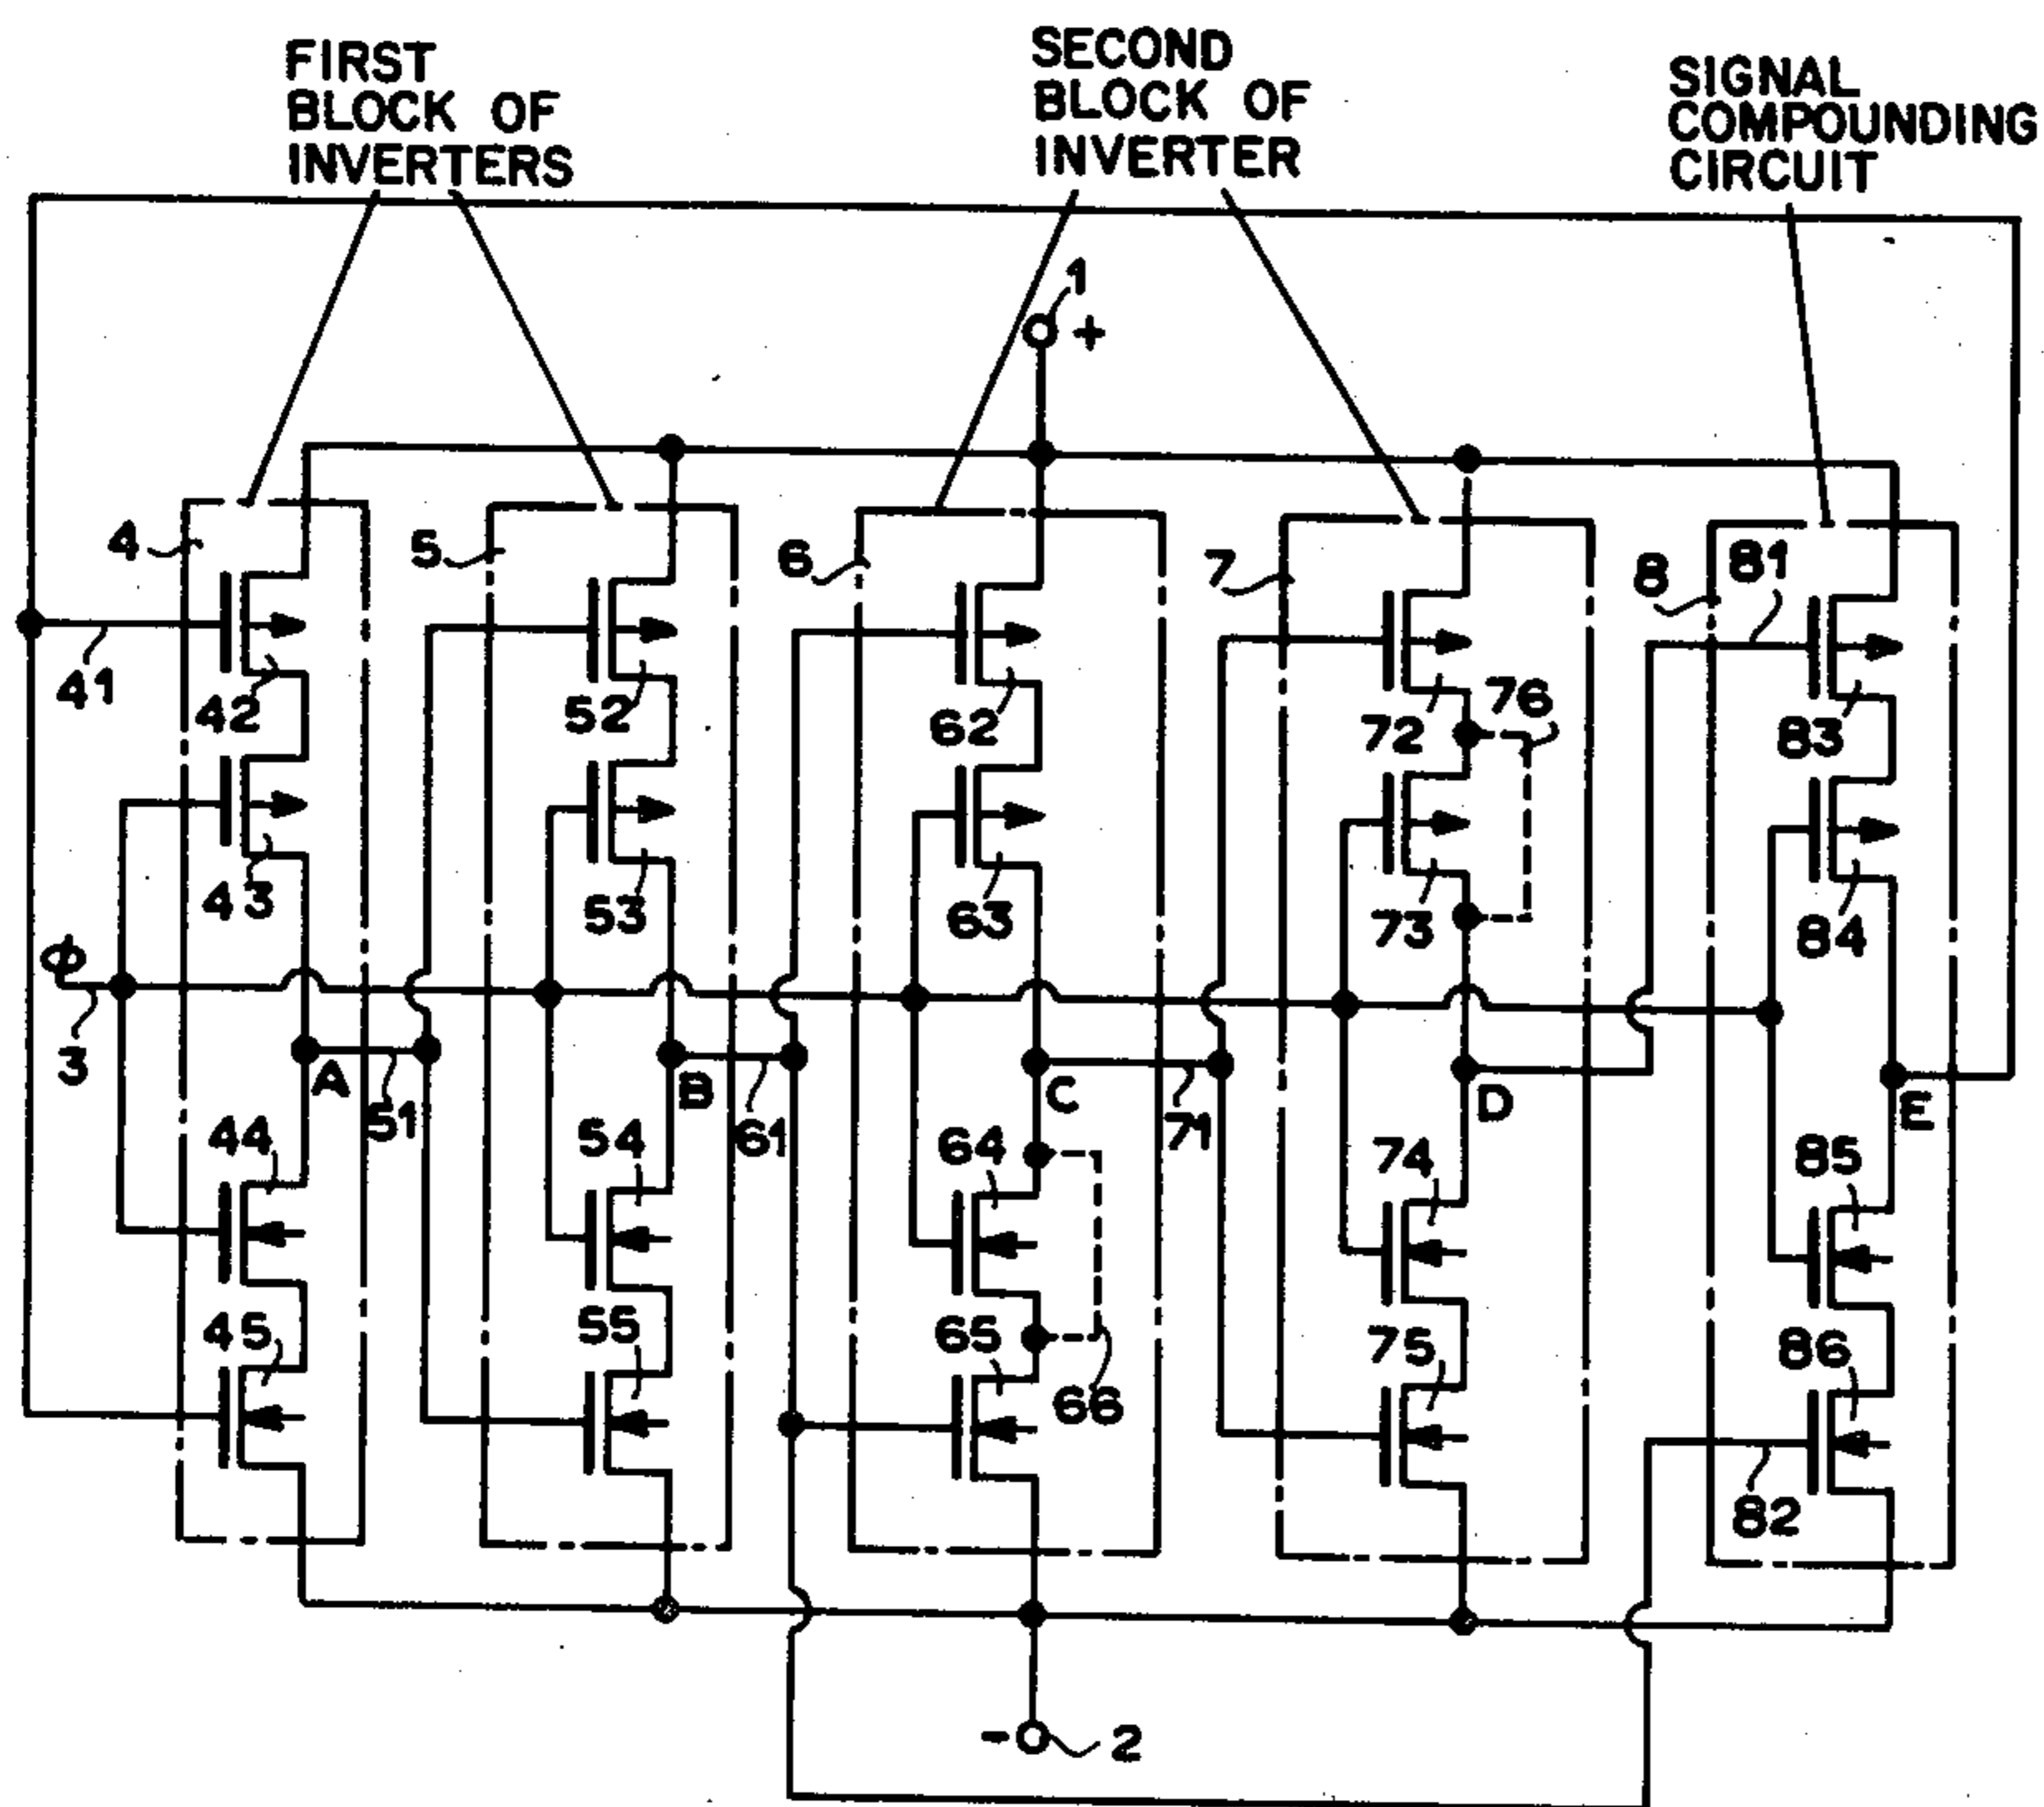 FIRST
BLOCK OF
INVERTERS
SECOND
BLOCK OF
INVERTER
SIGNAL
COMPOUNDING
CIRCUIT
1
+
4
5
6
7
8
81
41
42
52
62
72
76
83
43
53
63
73
84
ϕ
3
A
51
B
61
C
71
D
E
44
54
64
74
85
45
55
65
66
75
86
82
- 2